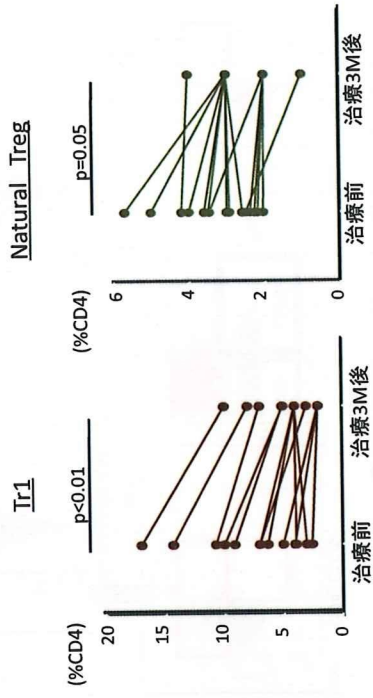 Tr1
(%CD4)
p<0.01
20
15
10
5
0
治療前
治療3M後
Natural Treg
(%CD4)
p=0.05
6
4
2
0
治療前
治療3M後